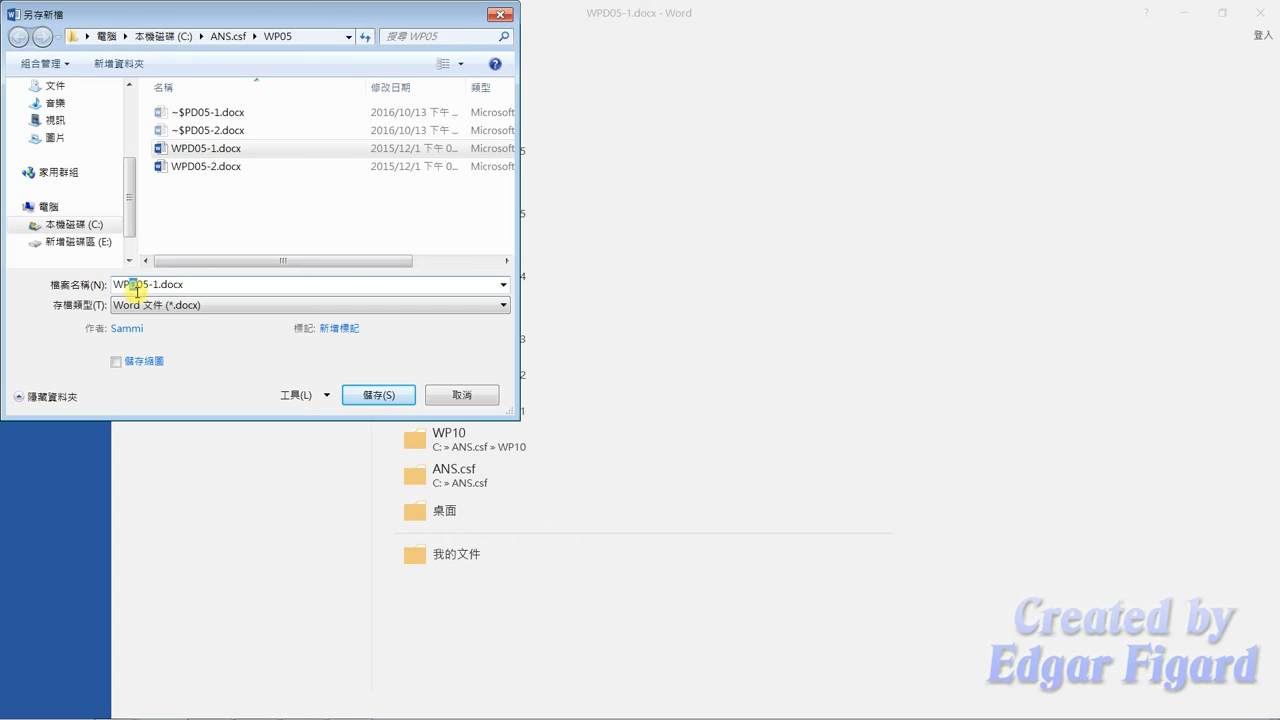 另存新檔
WPD05-1.docx - Word
?
登入
電腦 本機磁碟 (C:) ANS.csf WP05
搜尋 WP05
組合管理 新增資料夾
名稱 修改日期 類型
文件
音樂
視訊
圖片
家用群組
電腦
本機磁碟 (C:)
新增磁碟區 (E:)
~$PD05-1.docx 2016/10/13 下午 ... Microsoft
~$PD05-2.docx 2016/10/13 下午 ... Microsoft
WPD05-1.docx 2015/12/1 下午 0... Microsoft
WPD05-2.docx 2015/12/1 下午 0... Microsoft
檔案名稱(N): WPD05-1.docx
存檔類型(T): Word 文件 (*.docx)
作者: Sammi 標記: 新增標記
儲存縮圖
隱藏資料夾 工具(L) 儲存(S) 取消
5
5
4
3
2
1
WP10
C: » ANS.csf » WP10
ANS.csf
C: » ANS.csf
桌面
我的文件
Created by
Edgar Figard